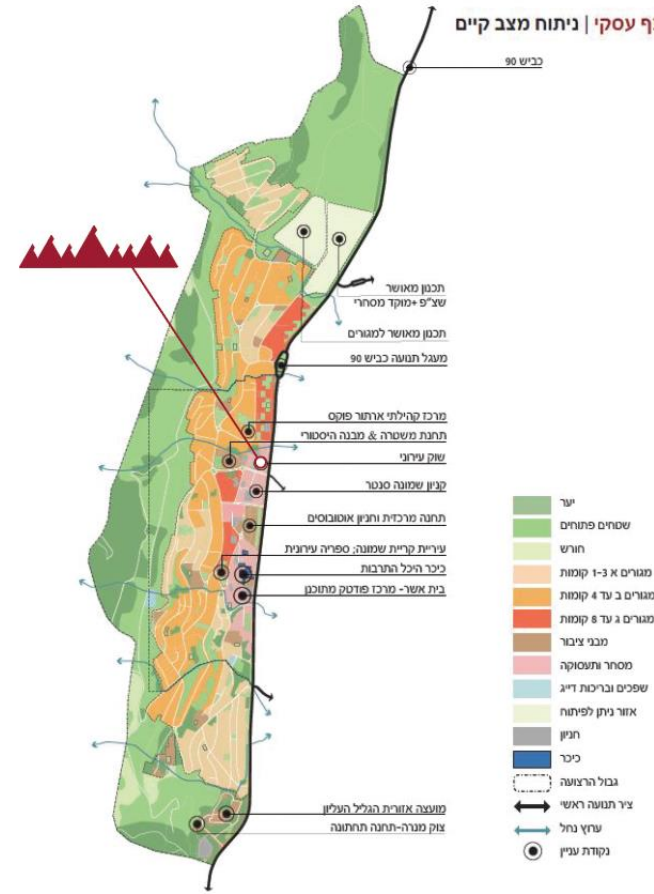 עסקי | ניתוח מצב קיים
כביש 90
תכנון מאושר
שצ"פ +מוקד מסחרי
תכנון מאושר למגורים
מעגל תנועה כביש 90
מרכז קהילתי ארתור פוקס
תחנת משטרה & מבנה היסטורי
שוק עירוני
קניון שמונה סנטר
תחנה מרכזית וחניון אוטובוסים
עיריית קריית שמונה; ספריה עירונית
כיכר היכל התרבות
בית אשר- מרכז פודטק מתוכנן
מועצה אזורית הגליל העליון
צוק מנרה-תחנה תחתונה
יער
שטחים פתוחים
חורש
מגורים א 1-3 קומות
מגורים ב עד 4 קומות
מגורים ג עד 8 קומות
מבני ציבור
מסחר ותעסוקה
שפכים ובריכות דייג
אזור ניתן לפיתוח
חניון
כיכר
גבול הרצועה
ציר תנועה ראשי
ערוץ נחל
נקודת עניין